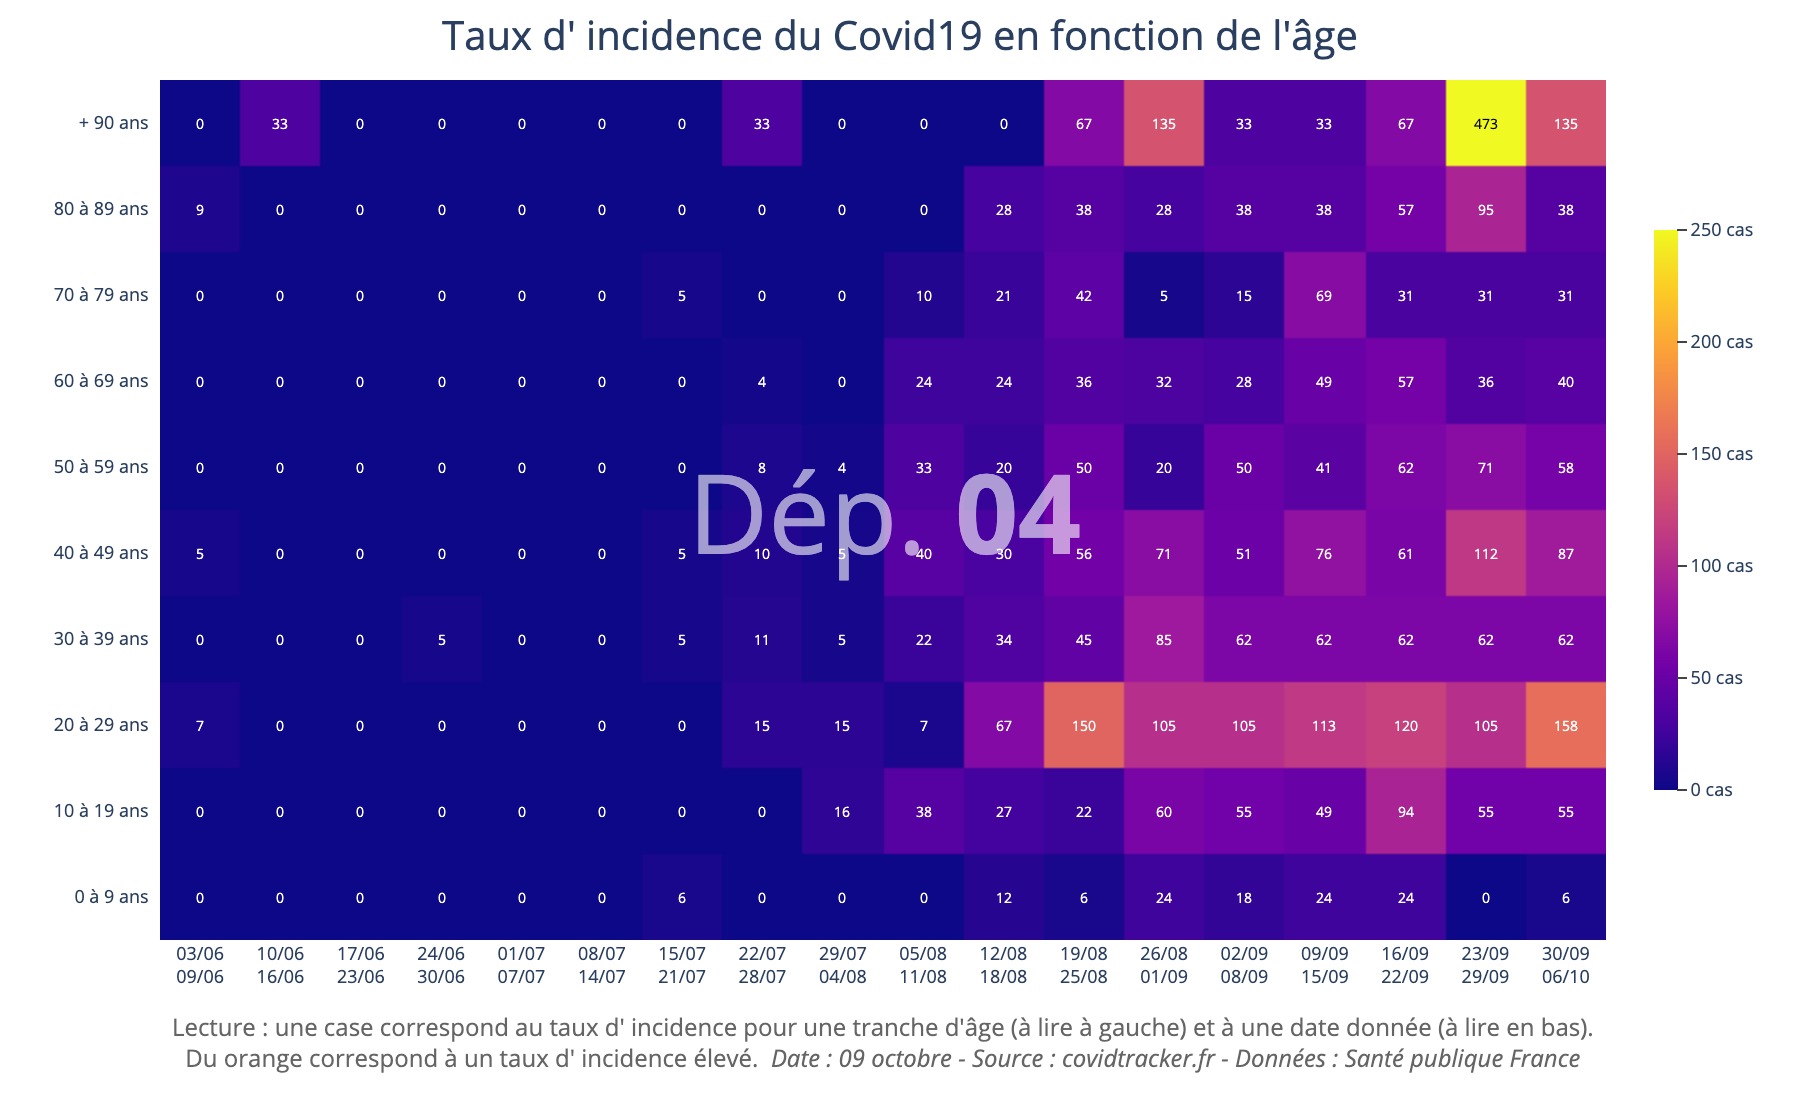 Taux d' incidence du Covid19 en fonction de l'âge
+ 90 ans 0 33 0 0 0 0 0 33 0 0 0 67 135 33 33 67 473 135
80 à 89 ans 9 0 0 0 0 0 0 0 0 0 28 38 28 38 38 57 95 38
70 à 79 ans 0 0 0 0 0 0 5 0 0 10 21 42 5 15 69 31 31 31
60 à 69 ans 0 0 0 0 0 0 0 4 0 24 24 36 32 28 49 57 36 40
50 à 59 ans 0 0 0 0 0 0 0 8 4 33 20 50 20 50 41 62 71 58
Dép. 04
40 à 49 ans 5 0 0 0 0 0 5 10 5 40 30 56 71 51 76 61 112 87
30 à 39 ans 0 0 0 5 0 0 5 11 5 22 34 45 85 62 62 62 62 62
20 à 29 ans 7 0 0 0 0 0 0 15 15 7 67 150 105 105 113 120 105 158
10 à 19 ans 0 0 0 0 0 0 0 0 16 38 27 22 60 55 49 94 55 55
0 à 9 ans 0 0 0 0 0 0 6 0 0 0 12 6 24 18 24 24 0 6
03/06 10/06 17/06 24/06 01/07 08/07 15/07 22/07 29/07 05/08 12/08 19/08 26/08 02/09 09/09 16/09 23/09 30/09
09/06 16/06 23/06 30/06 07/07 14/07 21/07 28/07 04/08 11/08 18/08 25/08 01/09 08/09 15/09 22/09 29/09 06/10
250 cas
200 cas
150 cas
100 cas
50 cas
0 cas
Lecture : une case correspond au taux d' incidence pour une tranche d'âge (à lire à gauche) et à une date donnée (à lire en bas).
Du orange correspond à un taux d' incidence élevé. Date : 09 octobre - Source : covidtracker.fr - Données : Santé publique France